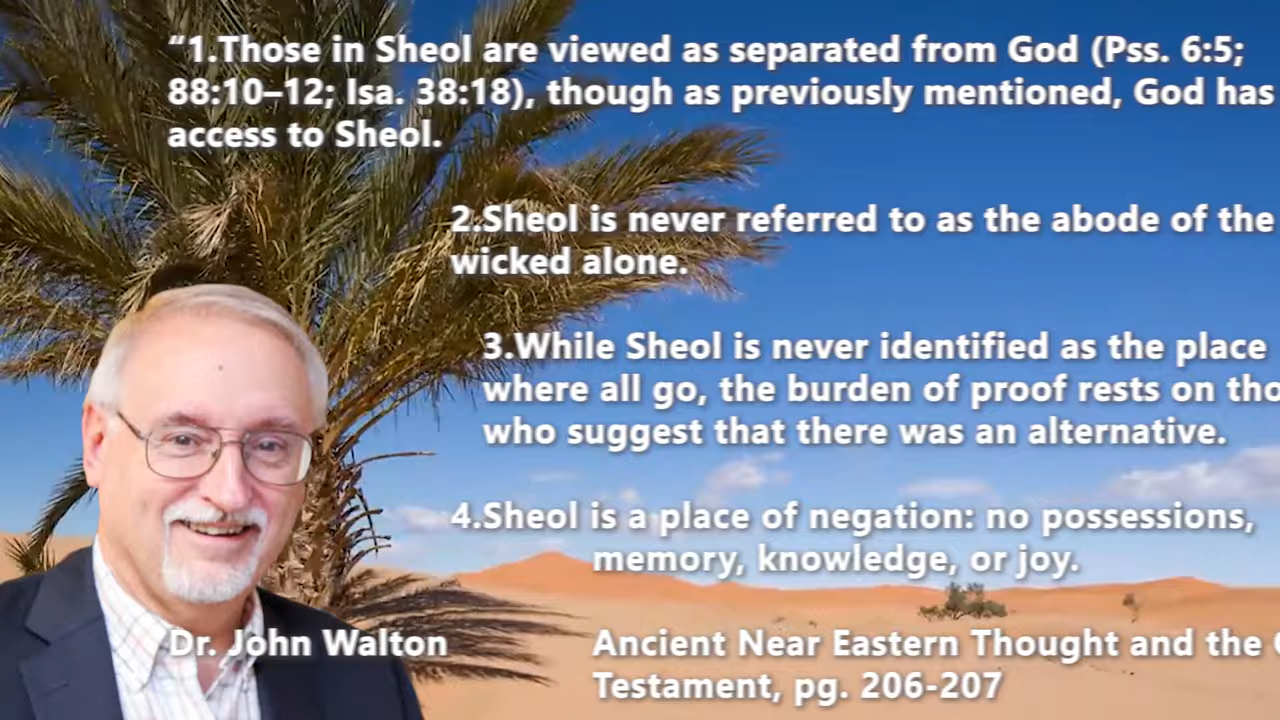 “1.Those in Sheol are viewed as separated from God (Pss. 6:5;
88:10–12; Isa. 38:18), though as previously mentioned, God has
access to Sheol.
2.Sheol is never referred to as the abode of the
wicked alone.
3.While Sheol is never identified as the place
where all go, the burden of proof rests on
who suggest that there was an alternative.
4.Sheol is a place of negation: no possessions,
memory, knowledge, or joy.
Dr. John Walton
Ancient Near Eastern Thought and the
Testament, pg. 206-207